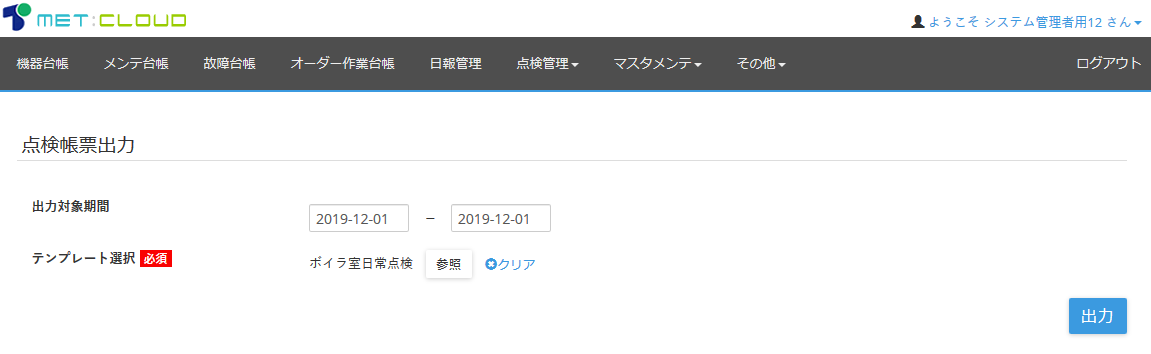 MET:CLOUD
ようこそ システム管理者用12 さん
機器台帳 メンテ台帳 故障台帳 オーダー作業台帳 日報管理 点検管理 マスタメンテ その他 ログアウト
点検帳票出力
出力対象期間 2019-12-01 － 2019-12-01
テンプレート選択 必須 ボイラ室日常点検 参照 クリア
出力